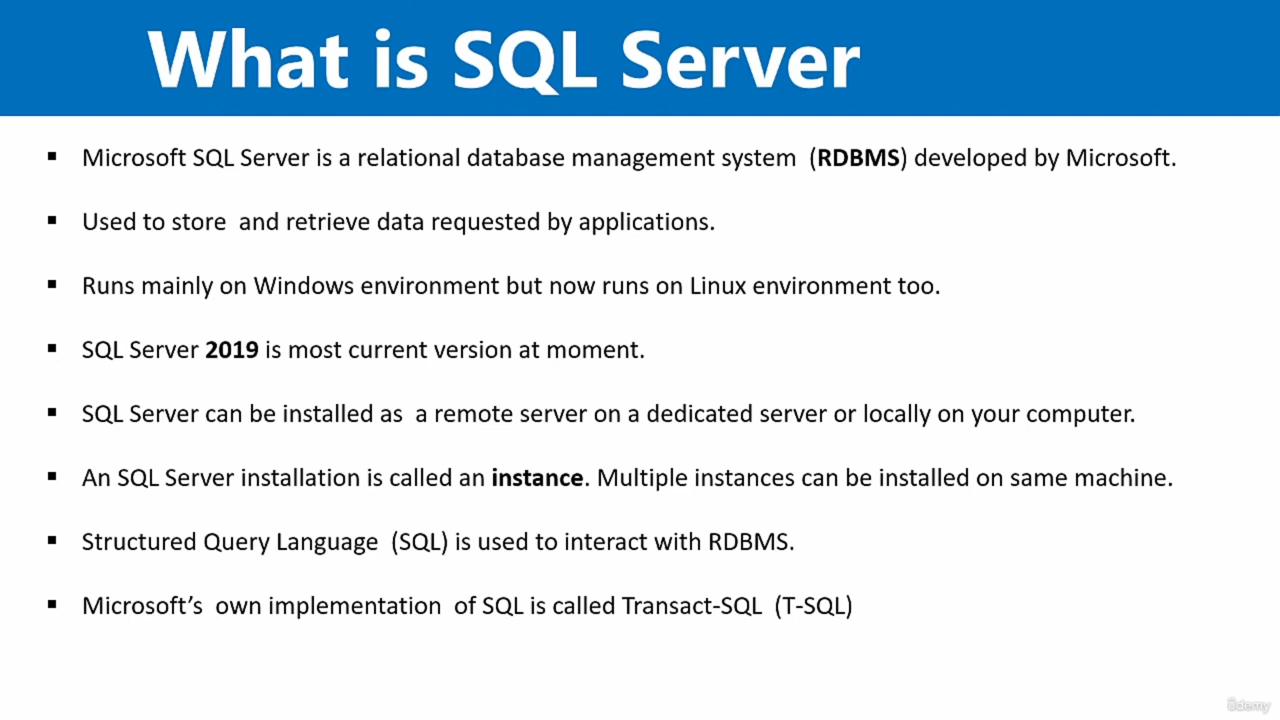 What is SQL Server
▪ Microsoft SQL Server is a relational database management system (RDBMS) developed by Microsoft.
▪ Used to store and retrieve data requested by applications.
▪ Runs mainly on Windows environment but now runs on Linux environment too.
▪ SQL Server 2019 is most current version at moment.
▪ SQL Server can be installed as a remote server on a dedicated server or locally on your computer.
▪ An SQL Server installation is called an instance. Multiple instances can be installed on same machine.
▪ Structured Query Language (SQL) is used to interact with RDBMS.
▪ Microsoft’s own implementation of SQL is called Transact-SQL (T-SQL)
ûdemy